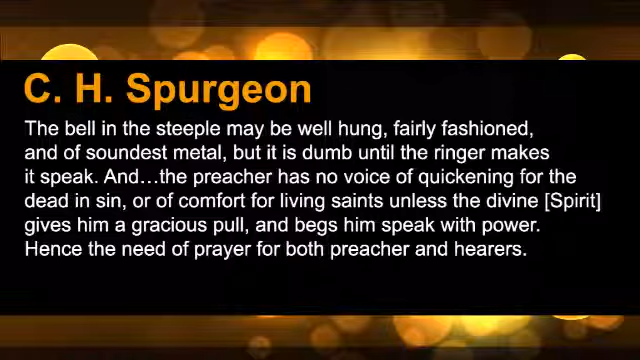 C. H. Spurgeon
The bell in the steeple may be well hung, fairly fashioned,
and of soundest metal, but it is dumb until the ringer makes
it speak. And…the preacher has no voice of quickening for the
dead in sin, or of comfort for living saints unless the divine [Spirit]
gives him a gracious pull, and begs him speak with power.
Hence the need of prayer for both preacher and hearers.